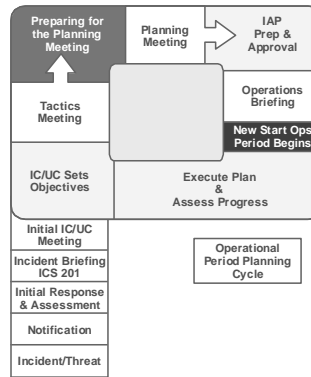 Preparing for
the Planning
Meeting
Planning
Meeting
IAP
Prep &
Approval
Tactics
Meeting
Operations
Briefing
New Start Ops
Period Begins
IC/UC Sets
Objectives
Execute Plan
&
Assess Progress
Initial IC/UC
Meeting
Incident Briefing
ICS 201
Initial Response
& Assessment
Notification
Incident/Threat
Operational
Period Planning
Cycle